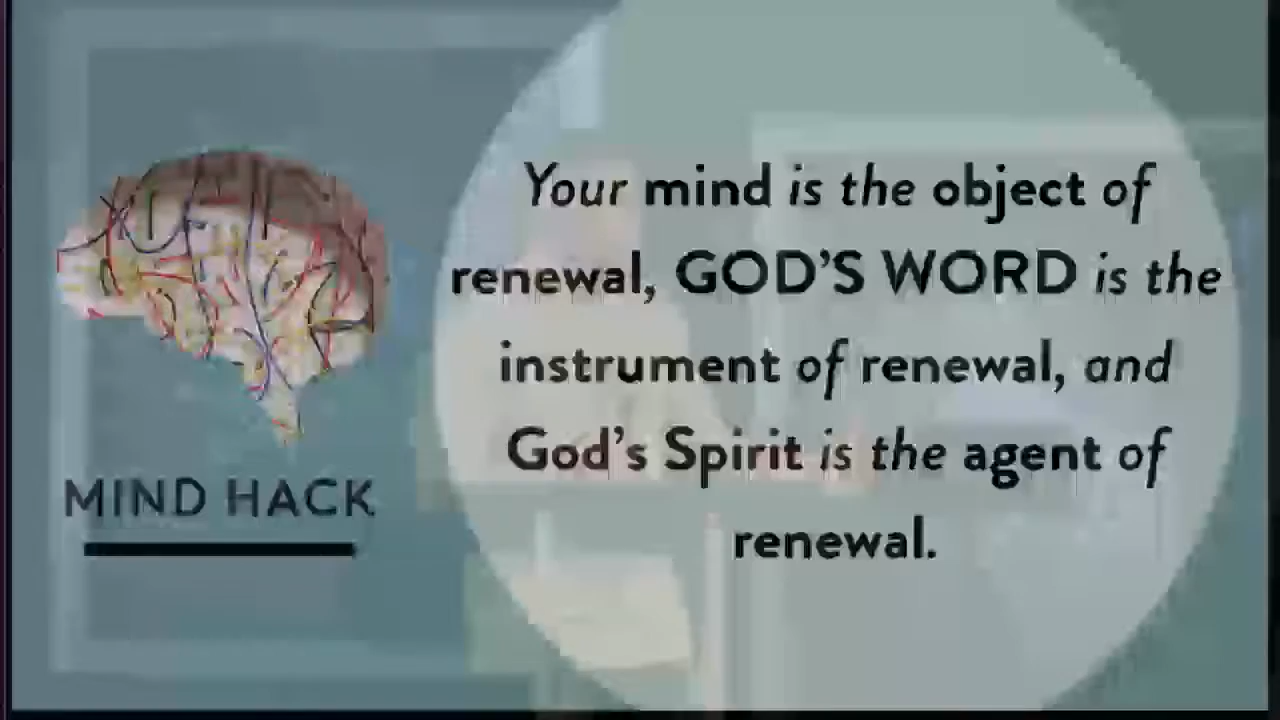 MIND HACK
Your mind is the object of
renewal, GOD'S WORD is the
instrument of renewal, and
God's Spirit is the agent of
renewal.